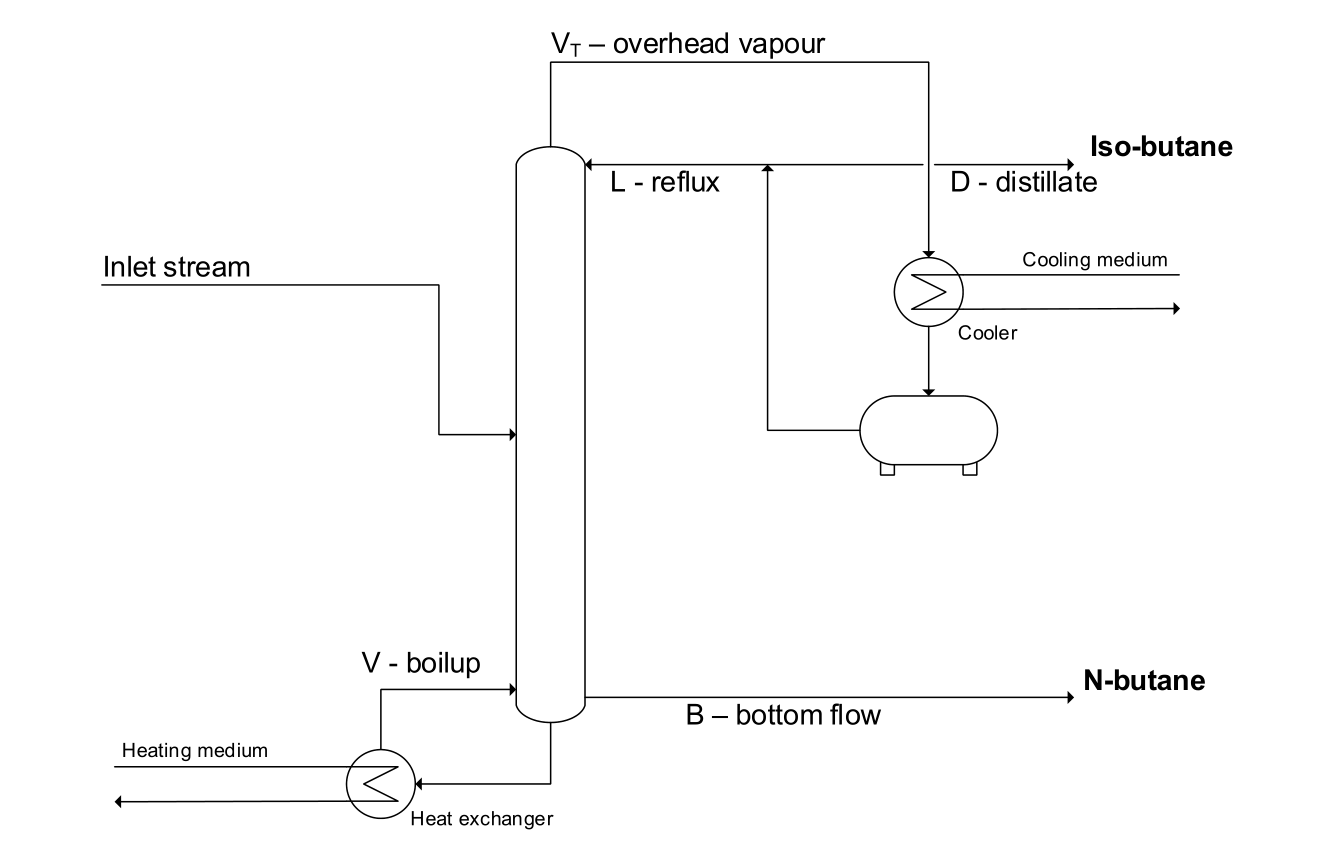 V_T – overhead vapour
Iso-butane
L - reflux
D - distillate
Inlet stream
Cooling medium
Cooler
V - boilup
N-butane
B – bottom flow
Heating medium
Heat exchanger